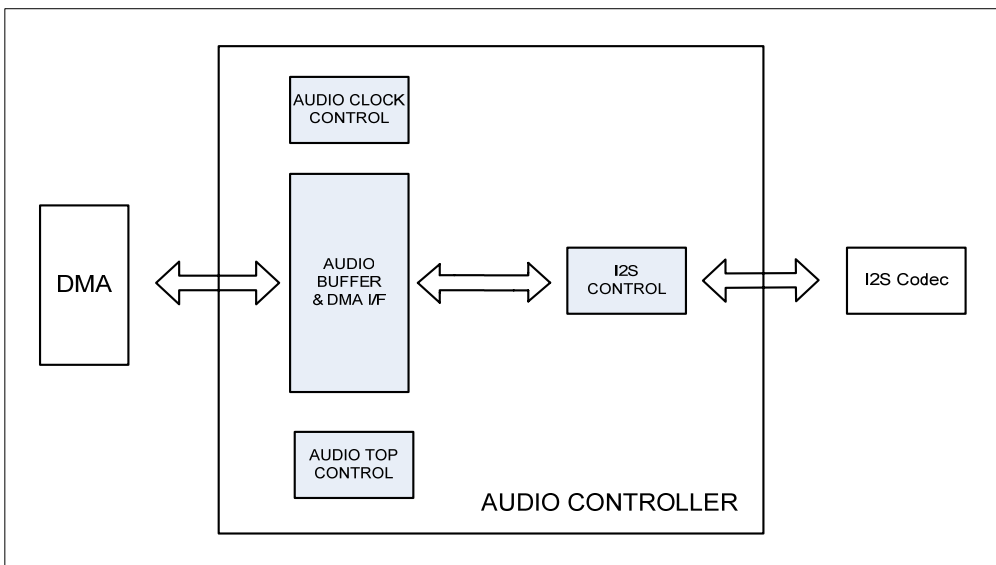 AUDIO CLOCK
CONTROL
DMA
AUDIO
BUFFER
& DMA I/F
I2S
CONTROL
I2S Codec
AUDIO TOP
CONTROL
AUDIO CONTROLLER